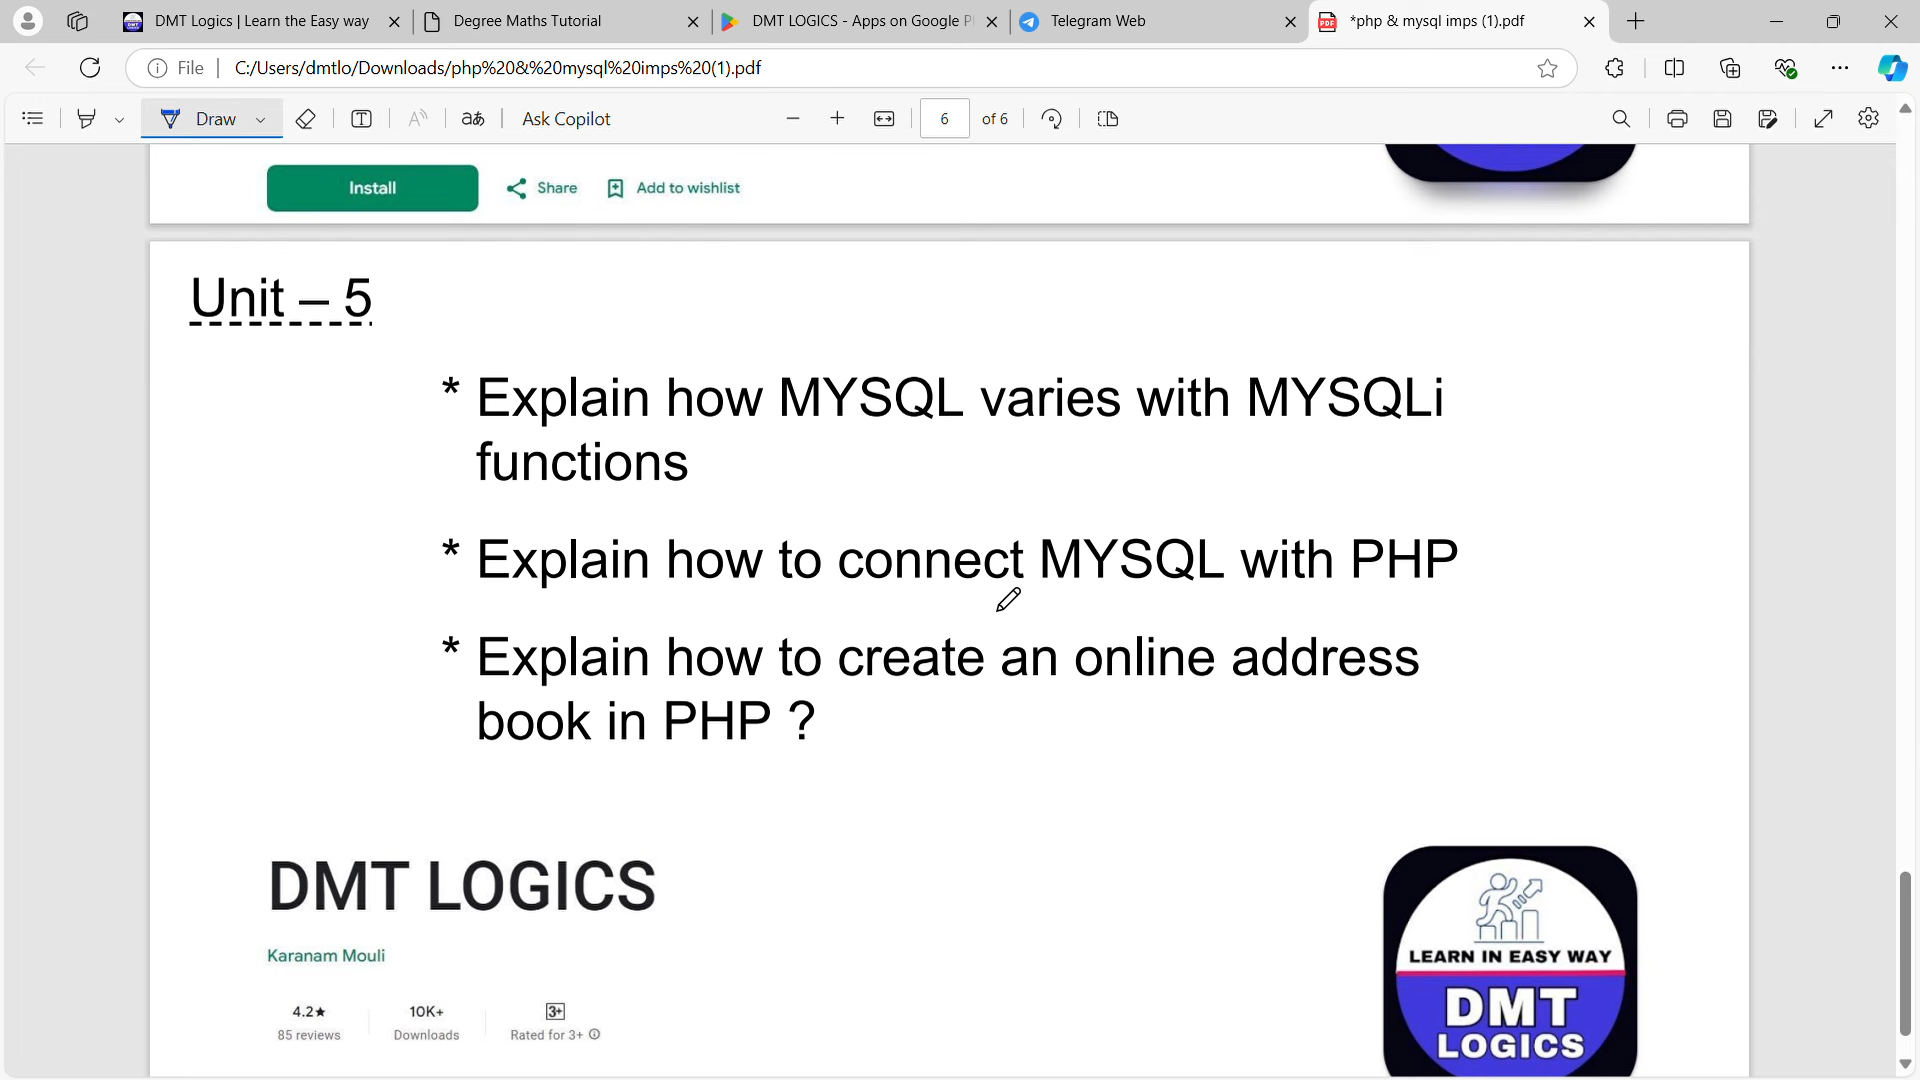 DMT Logics | Learn the Easy way
Degree Maths Tutorial
DMT LOGICS - Apps on Google Pl
Telegram Web
*php & mysql imps (1).pdf
File
C:/Users/dmtlo/Downloads/php%20&%20mysql%20imps%20(1).pdf
Draw
aあ
Ask Copilot
6 of 6
Install
Share
Add to wishlist
Unit – 5
* Explain how MYSQL varies with MYSQLi
functions
* Explain how to connect MYSQL with PHP
* Explain how to create an online address
book in PHP ?
DMT LOGICS
Karanam Mouli
4.2★
10K+
3+
85 reviews
Downloads
Rated for 3+
LEARN IN EASY WAY
DMT
LOGICS